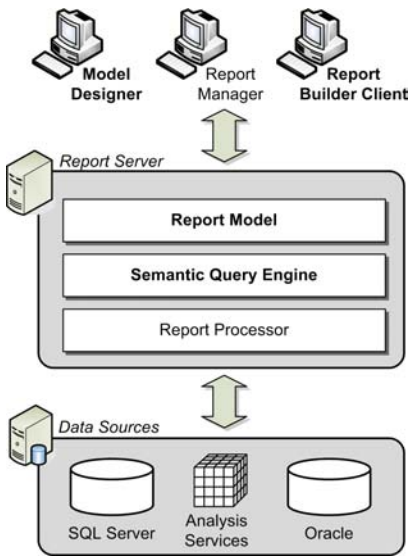 Model
Designer
Report
Manager
Report
Builder Client
Report Server
Report Model
Semantic Query Engine
Report Processor
Data Sources
SQL Server
Analysis
Services
Oracle